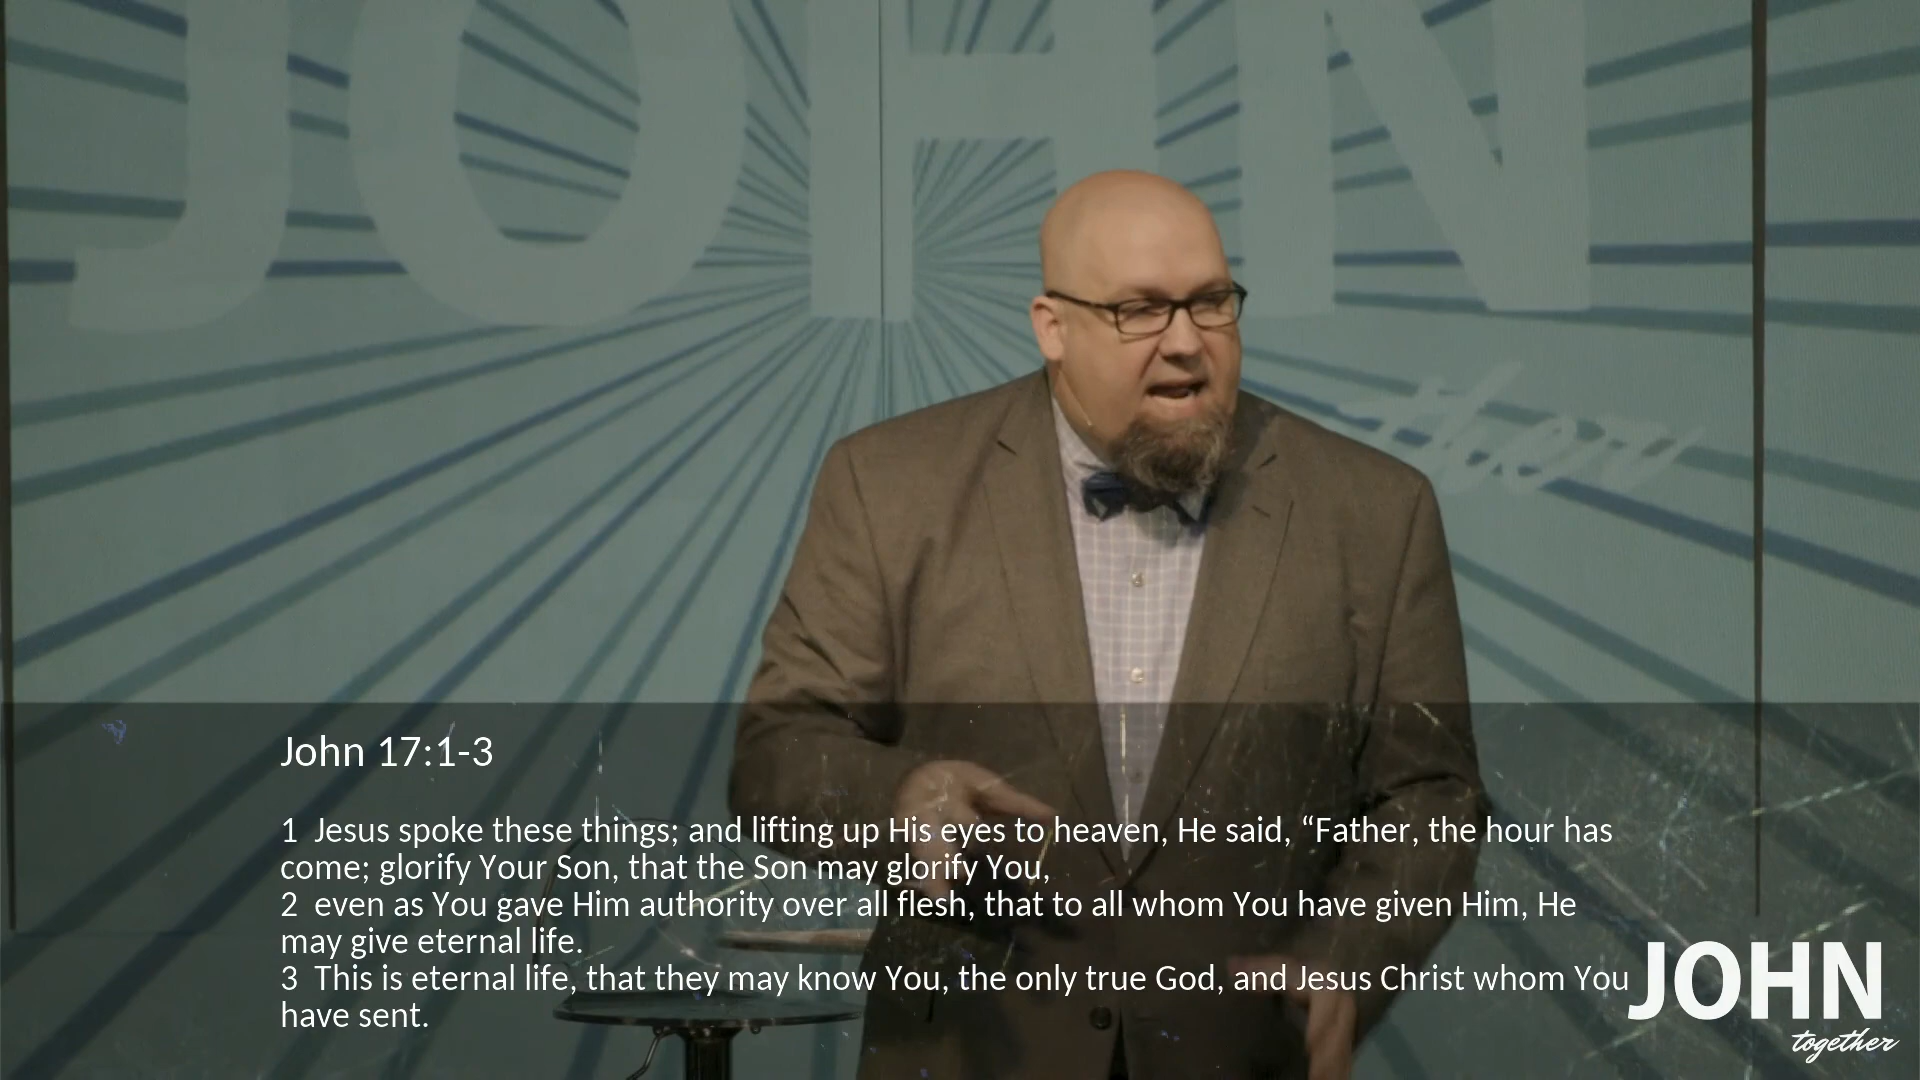 JOHN
ther
John 17:1-3
1 Jesus spoke these things; and lifting up His eyes to heaven, He said, “Father, the hour has
come; glorify Your Son, that the Son may glorify You,
2 even as You gave Him authority over all flesh, that to all whom You have given Him, He
may give eternal life.
3 This is eternal life, that they may know You, the only true God, and Jesus Christ whom You
have sent.
JOHN
together